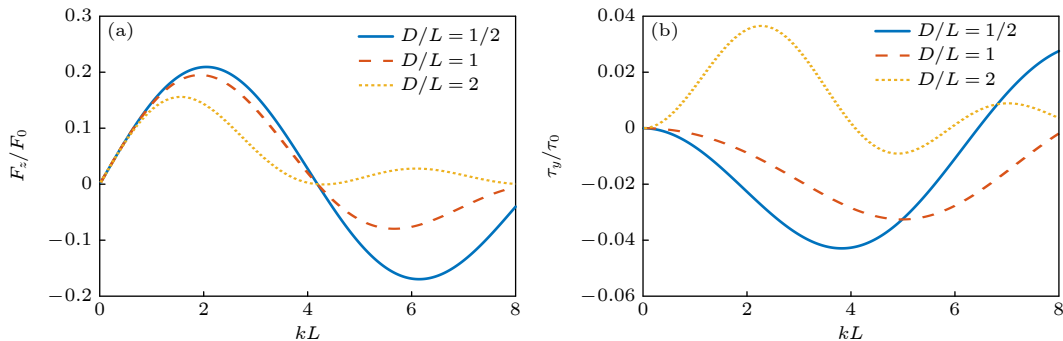 (a)
D/L = 1/2
D/L = 1
D/L = 2
0.3
0.2
0.1
0
−0.1
−0.2
F_z/F_0
0
2
4
6
8
kL
(b)
D/L = 1/2
D/L = 1
D/L = 2
0.04
0.02
0
−0.02
−0.04
−0.06
τ_y/τ_0
0
2
4
6
8
kL